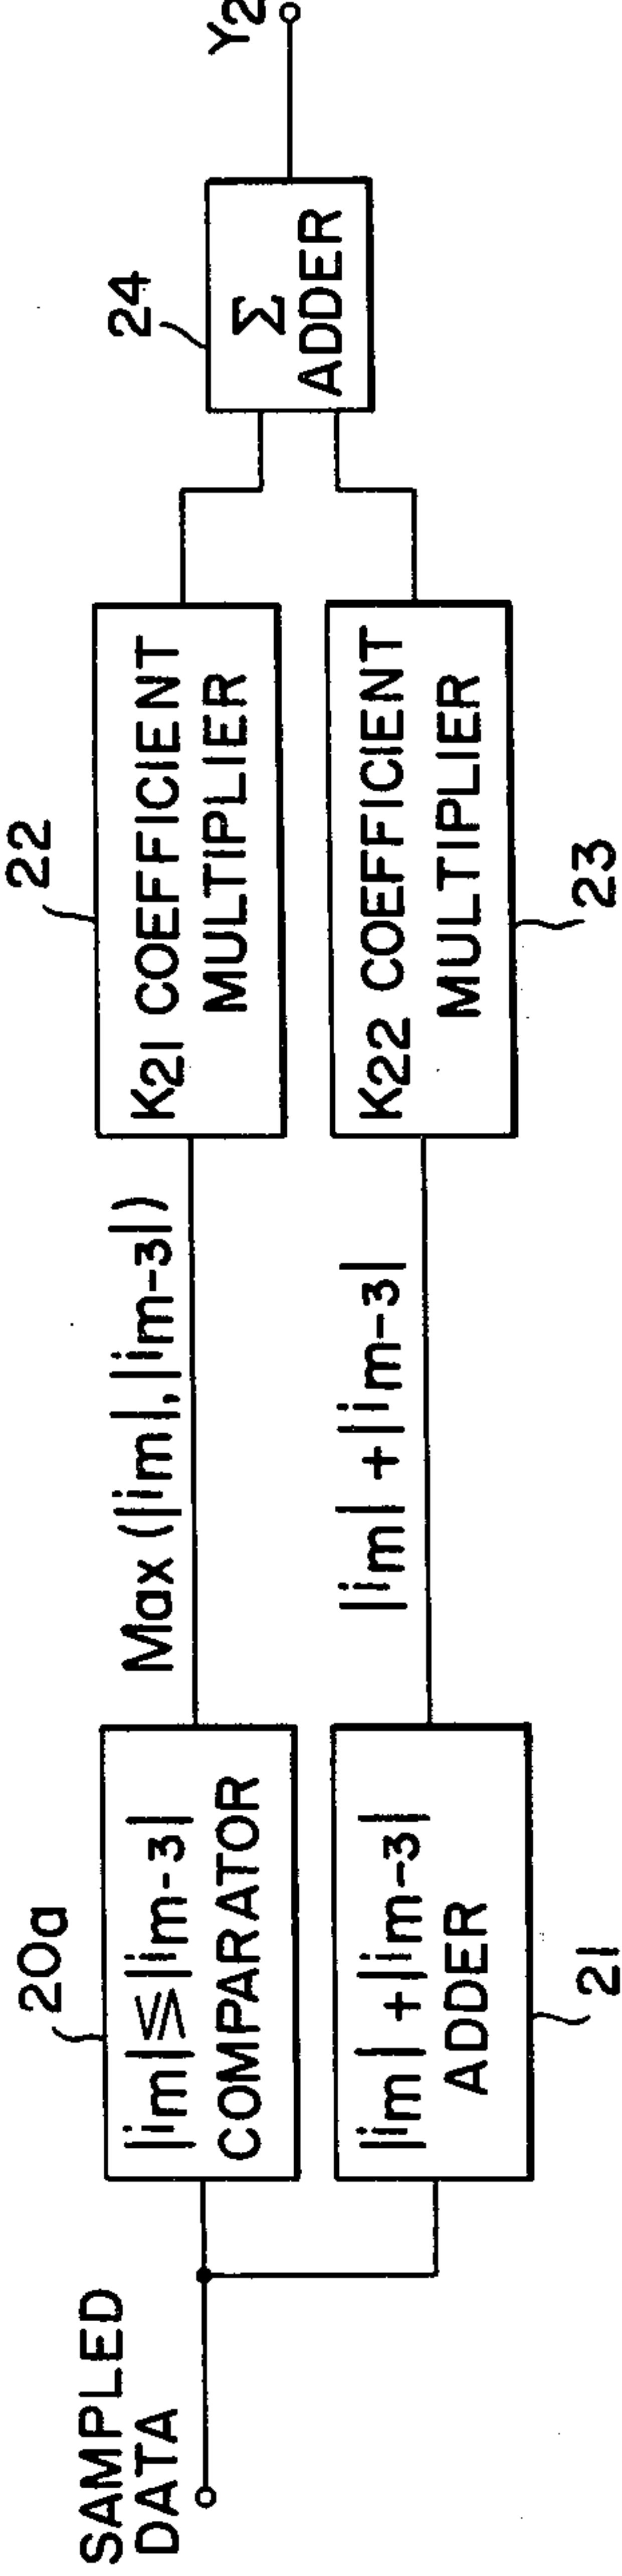 SAMPLED
DATA
20a
|im|≦|im-3|
COMPARATOR
|im|+|im-3|
ADDER
21
Max (|im|,|im-3|)
|im|+|im-3|
22
K21 COEFFICIENT
MULTIPLIER
K22 COEFFICIENT
MULTIPLIER
23
24
Σ
ADDER
Y2